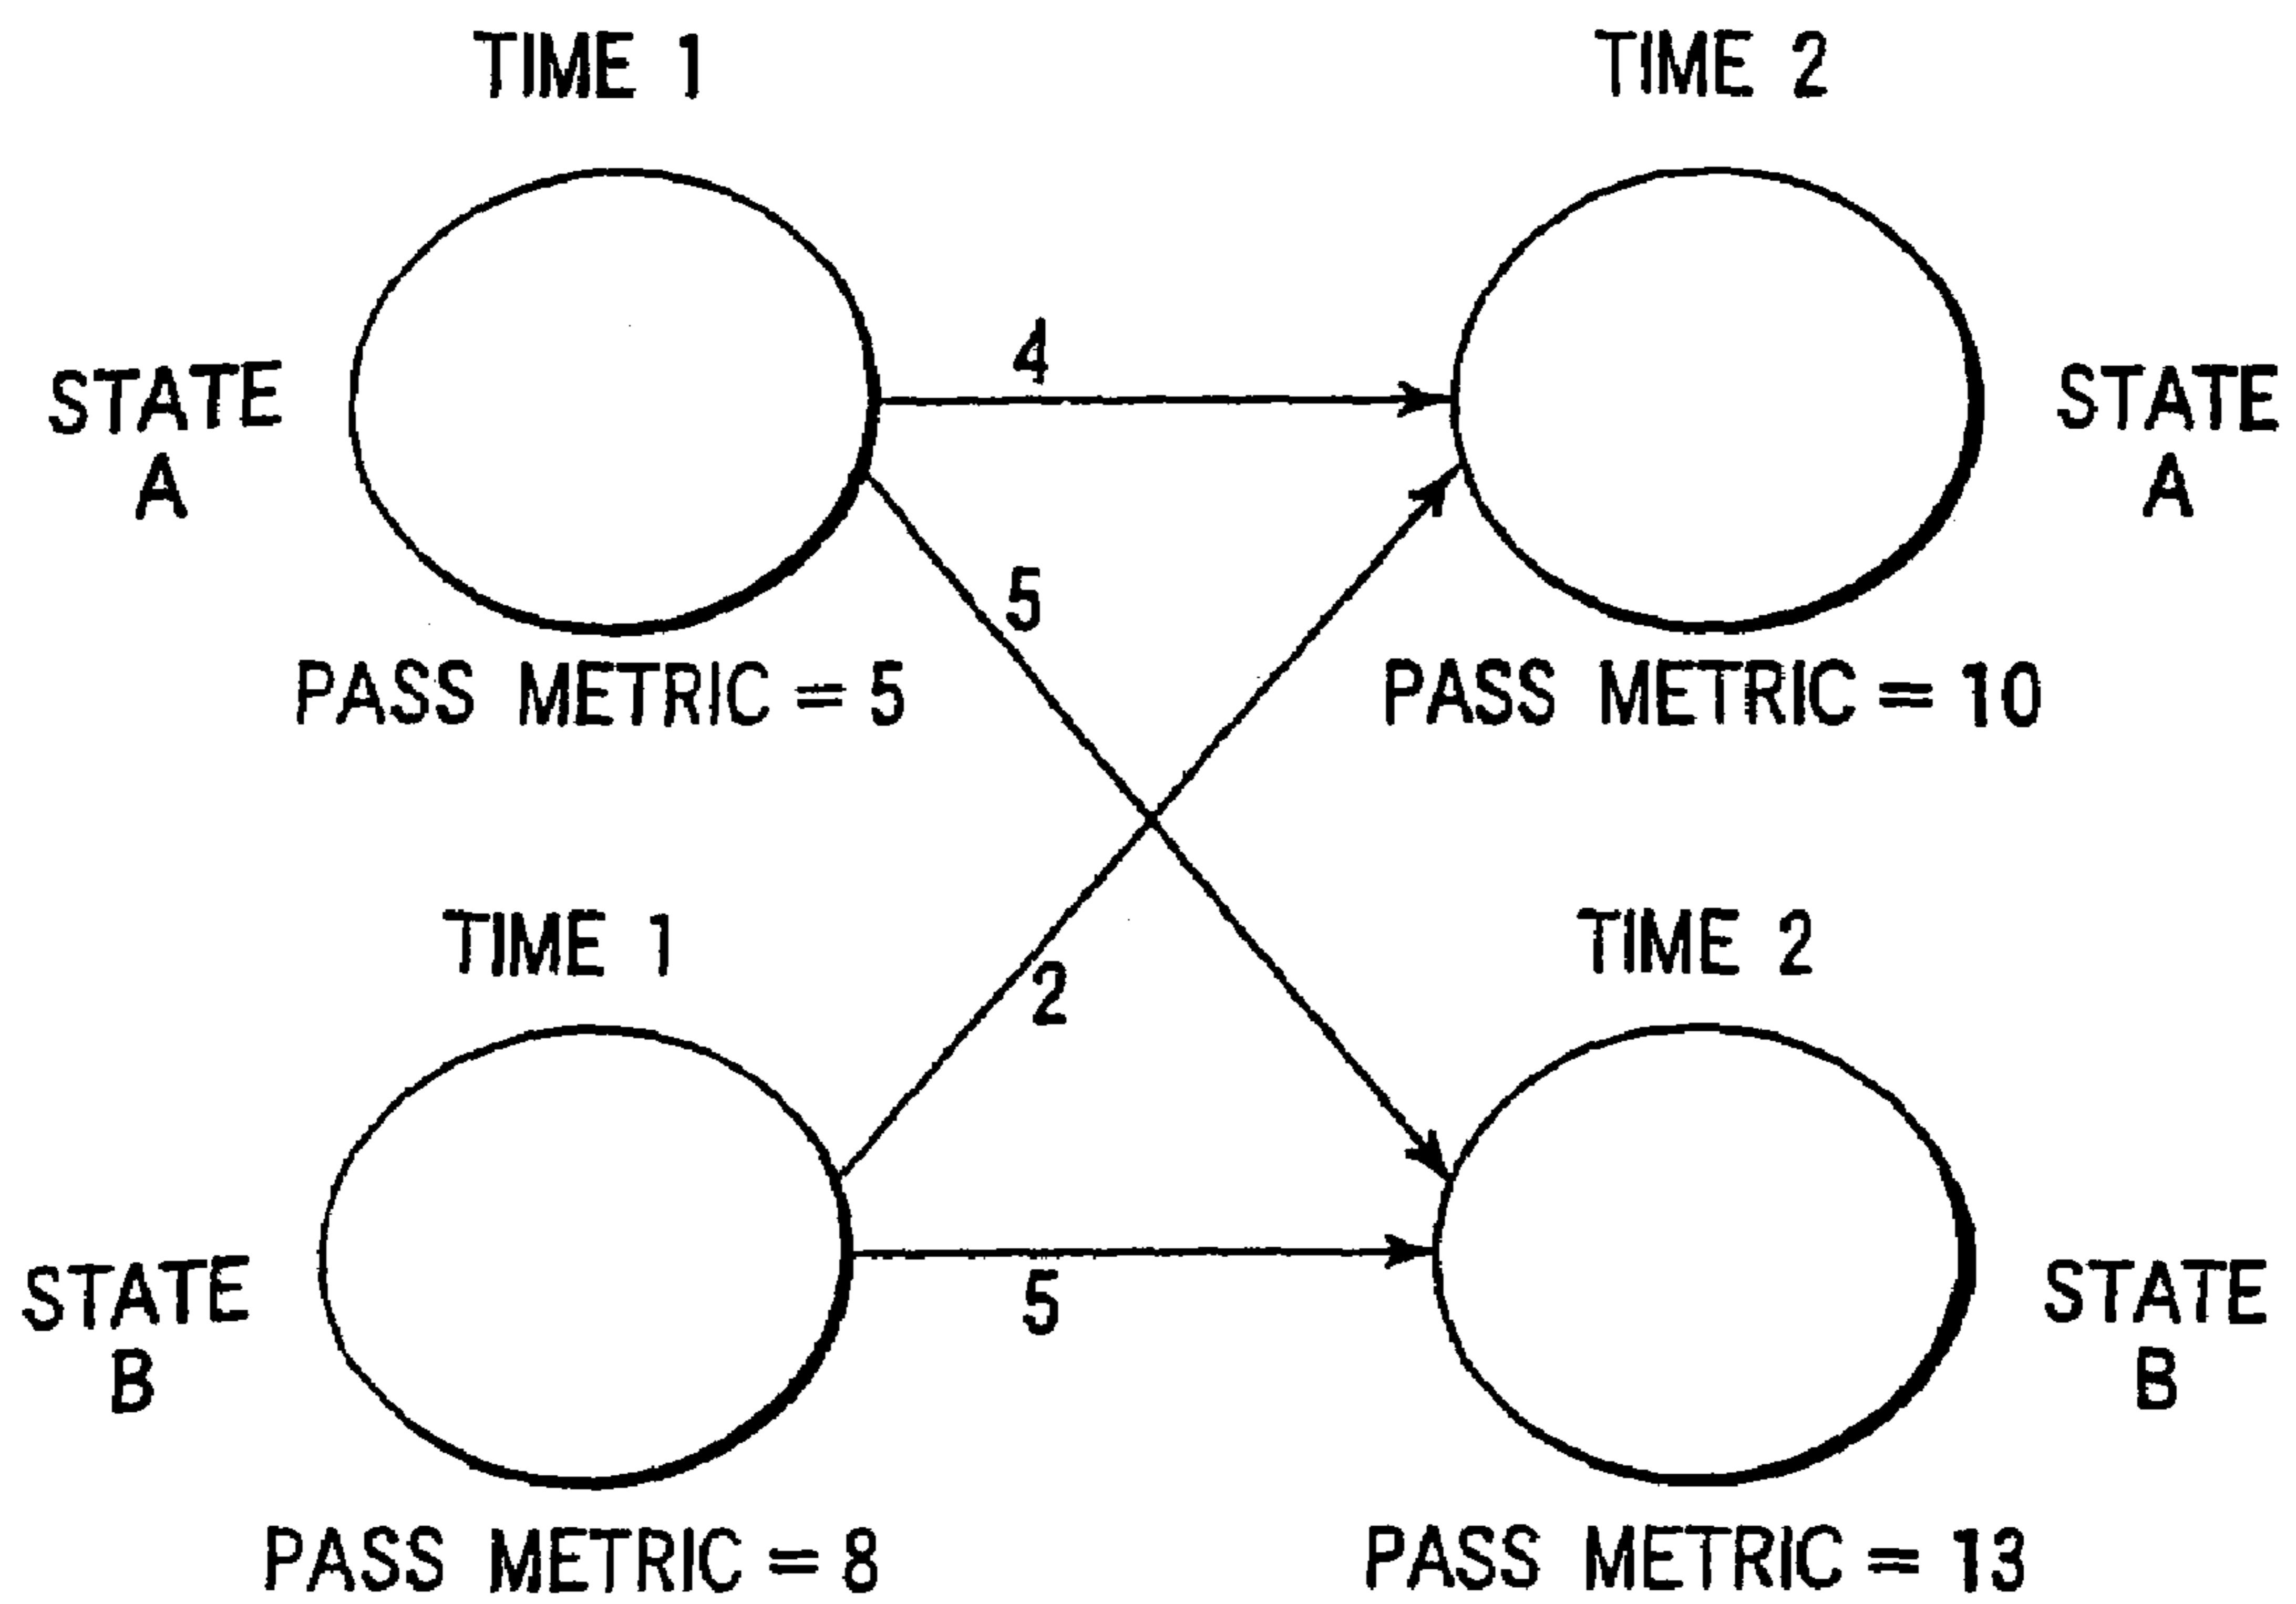 TIME 1
TIME 2
4
STATE
A
STATE
A
5
PASS METRIC = 5
PASS METRIC = 10
TIME 1
TIME 2
2
STATE
B
5
STATE
B
PASS METRIC = 8
PASS METRIC = 13